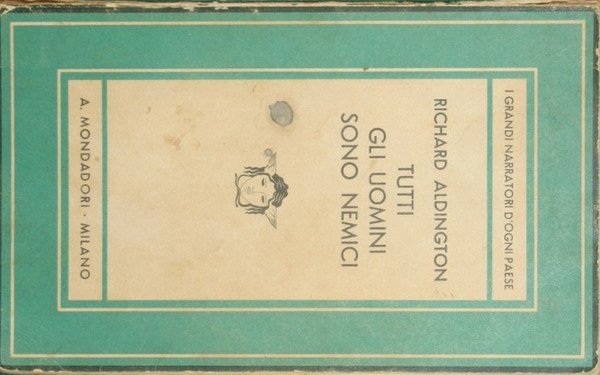 I GRANDI NARRATORI D'OGNI PAESE
RICHARD ALDINGTON
TUTTI
GLI UOMINI
SONO NEMICI
A. MONDADORI · MILANO